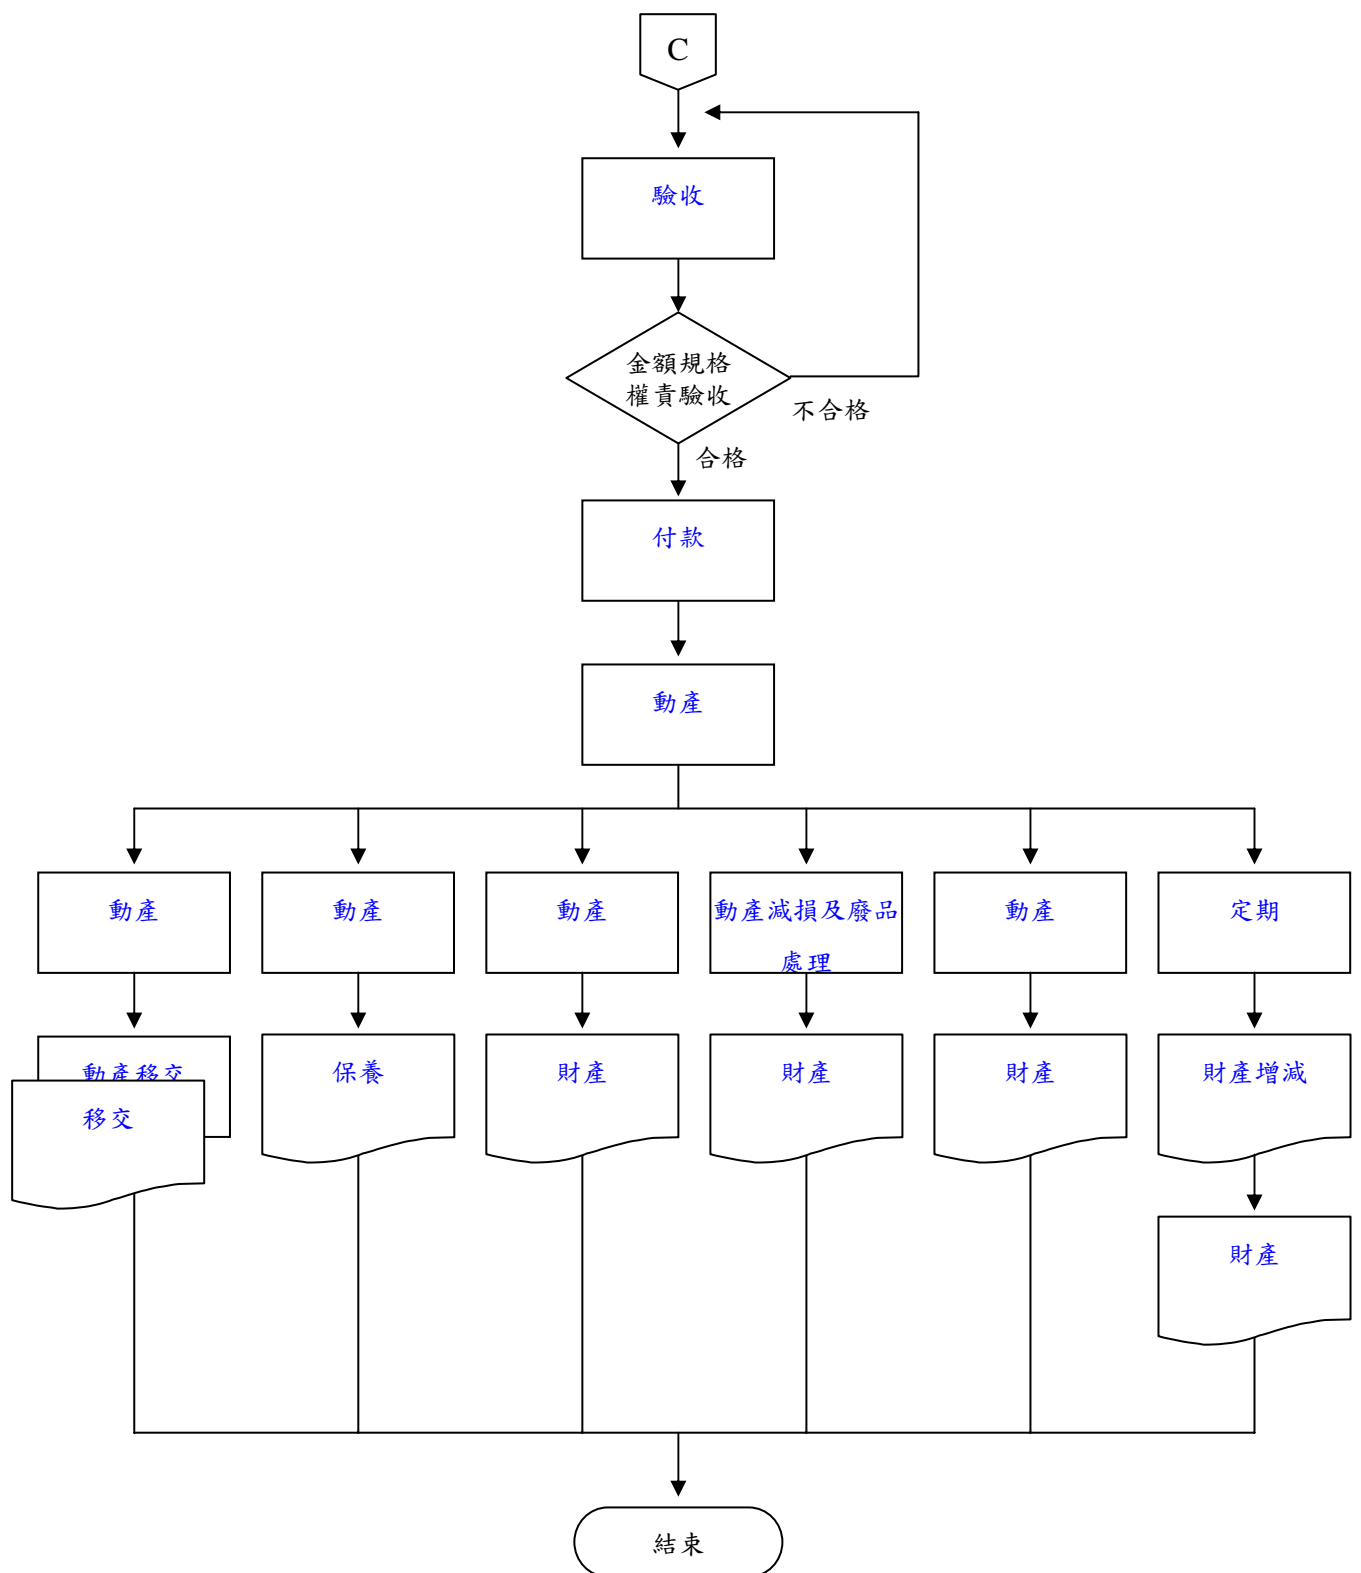 C
驗收
金額規格
權責驗收
不合格
合格
付款
動產
動產
動產
動產
動產減損及廢品
處理
動產
定期
動產移交
移交
保養
財產
財產
財產
財產增減
財產
結束